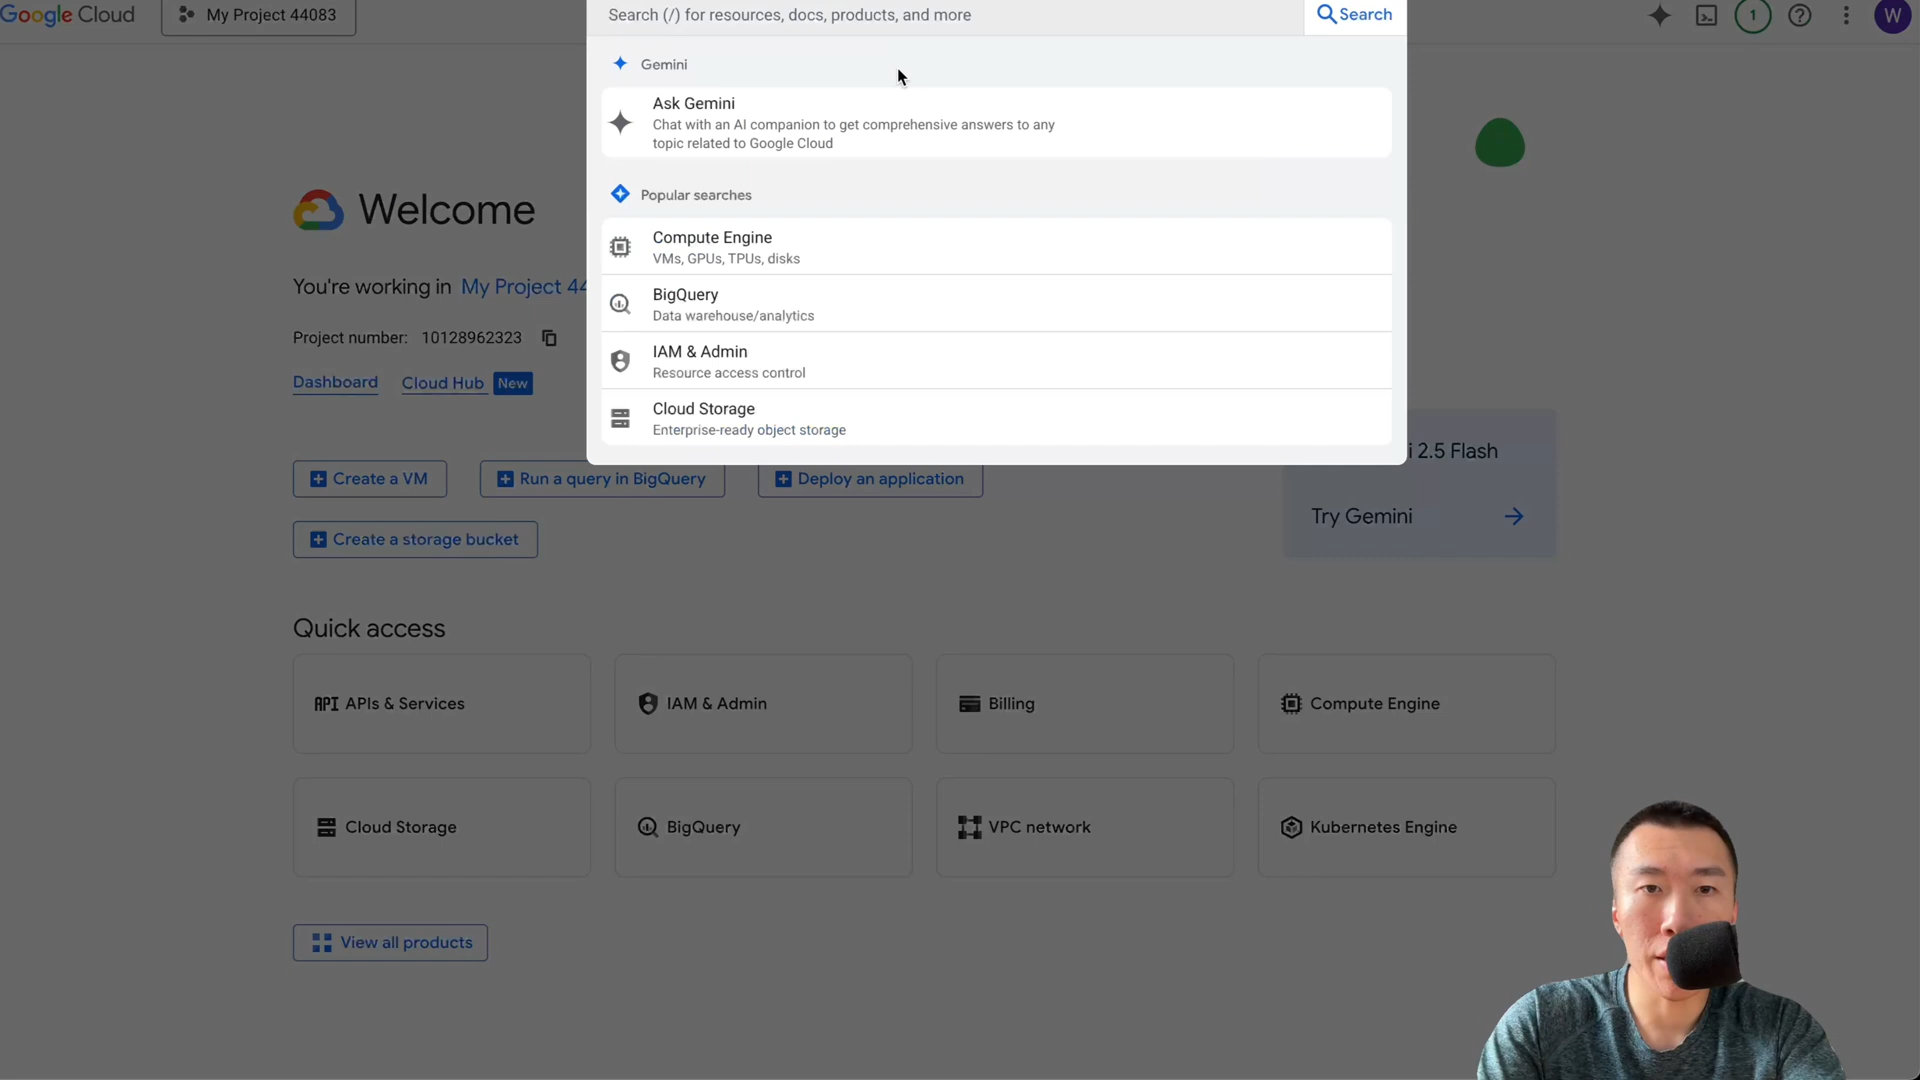 Google Cloud
My Project 44083
Search (/) for resources, docs, products, and more
Search
1
W
Gemini
Ask Gemini
Chat with an AI companion to get comprehensive answers to any
topic related to Google Cloud
Popular searches
Compute Engine
VMs, GPUs, TPUs, disks
BigQuery
Data warehouse/analytics
IAM & Admin
Resource access control
Cloud Storage
Enterprise-ready object storage
Welcome
You're working in My Project 44
Project number: 10128962323
Dashboard
Cloud Hub New
i 2.5 Flash
Try Gemini
Create a VM
Run a query in BigQuery
Deploy an application
Create a storage bucket
Quick access
API APIs & Services
IAM & Admin
Billing
Compute Engine
Cloud Storage
BigQuery
VPC network
Kubernetes Engine
View all products